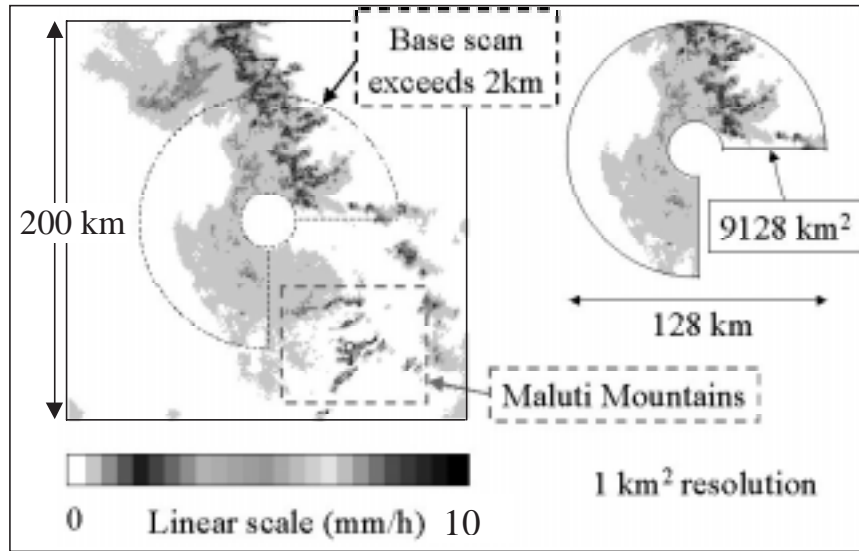 Base scan
exceeds 2km
200 km
9128 km²
128 km
Maluti Mountains
1 km² resolution
0 Linear scale (mm/h) 10